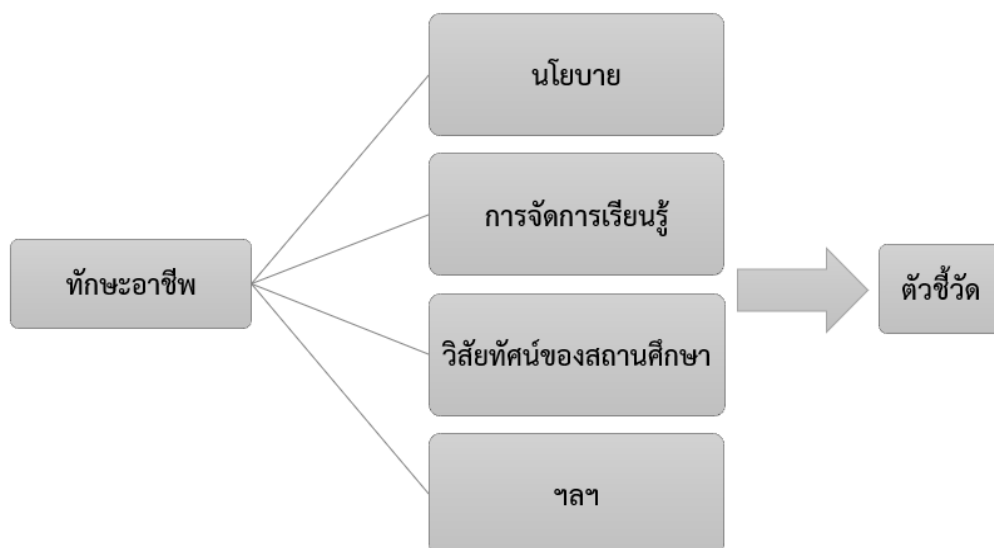 นโยบาย
การจัดการเรียนรู้
ทักษะอาชีพ
ตัวชี้วัด
วิสัยทัศน์ของสถานศึกษา
ฯลฯ